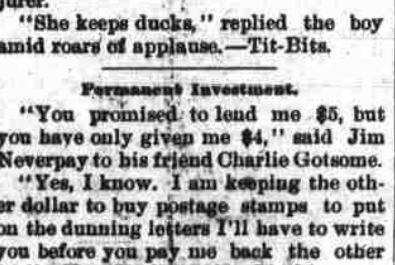 jurer.
"She keeps ducks," replied the boy
amid roars of applause.—Tit-Bits.
Permanent Investment.
"You promised to lend me $5, but
you have only given me $4," said Jim
Neverpay to his friend Charlie Gotsome.
"Yes, I know. I am keeping the oth-
er dollar to buy postage stamps to put
on the dunning letters I'll have to write
you before you pay me back the other